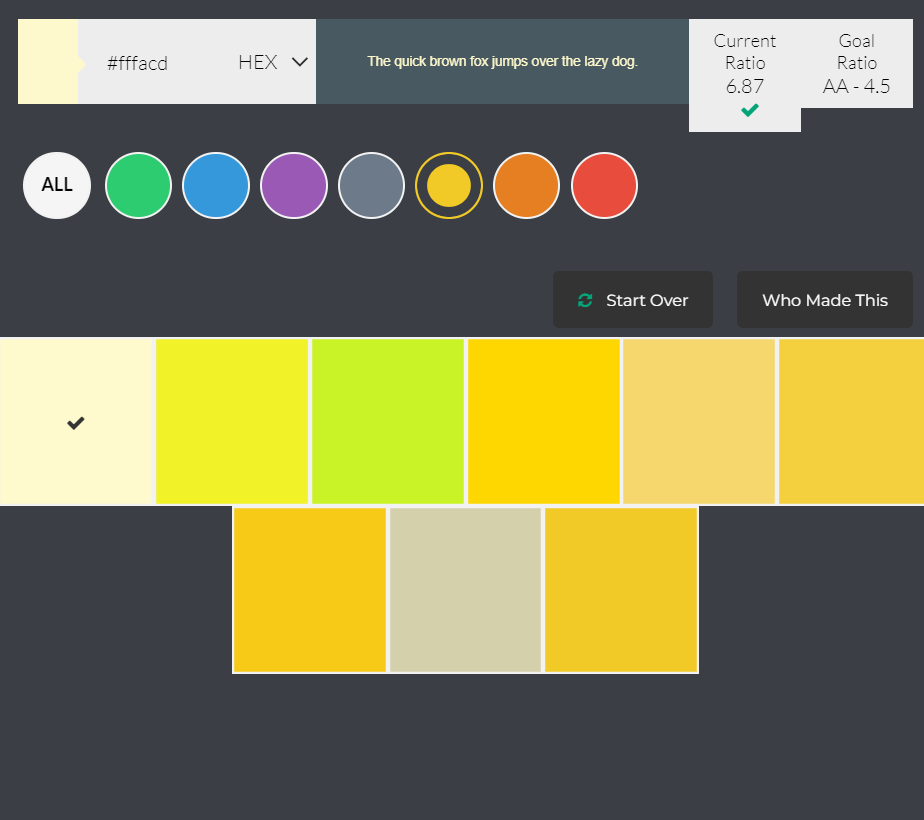 #fffacd
HEX
The quick brown fox jumps over the lazy dog.
Current
Ratio
6.87
Goal
Ratio
AA - 4.5
ALL
Start Over
Who Made This